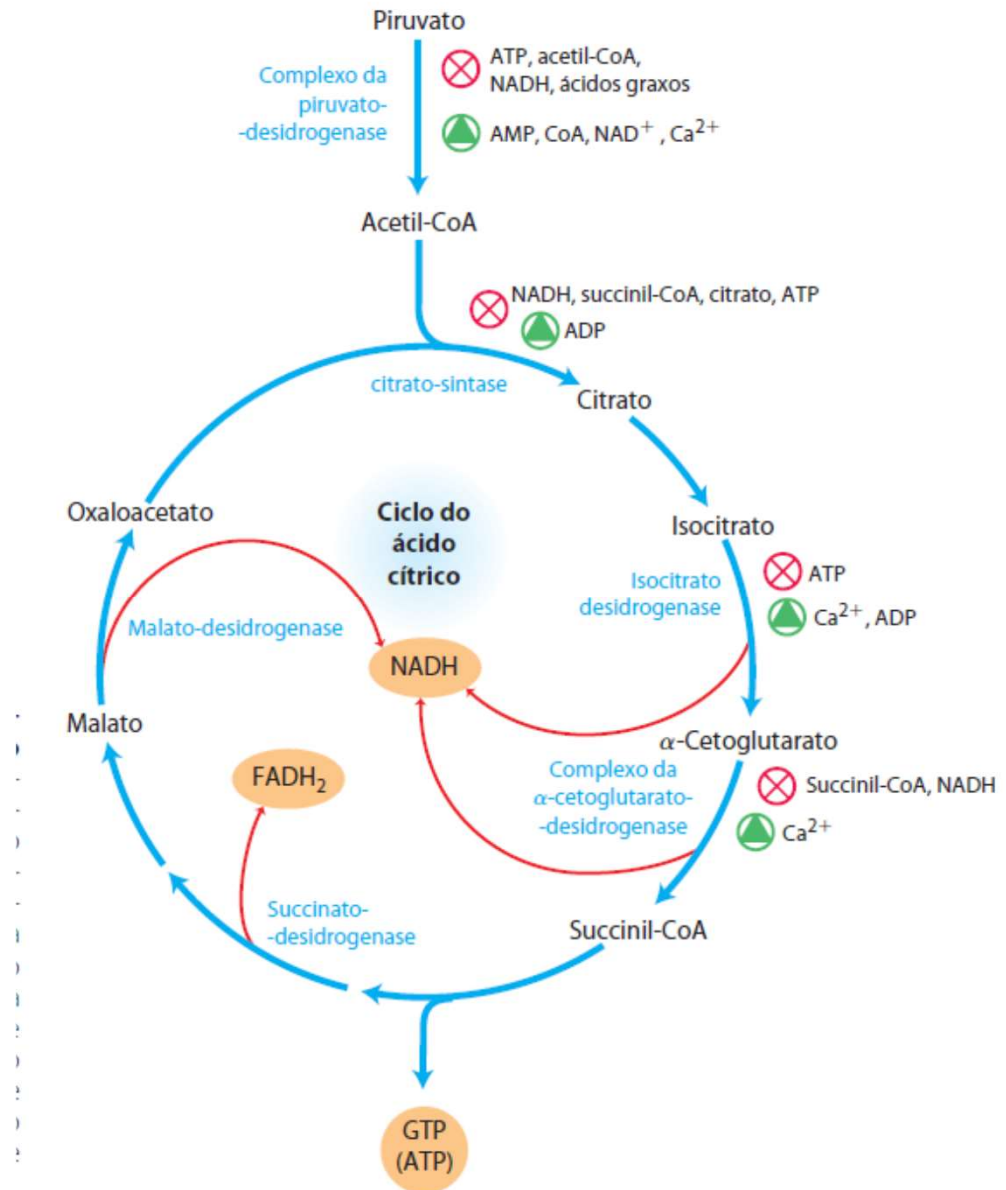 Piruvato
Complexo da
piruvato-
-desidrogenase
ATP, acetil-CoA,
NADH, ácidos graxos
AMP, CoA, NAD⁺ , Ca²⁺
Acetil-CoA
NADH, succinil-CoA, citrato, ATP
ADP
citrato-sintase
Citrato
Oxaloacetato
Ciclo do
ácido
cítrico
Isocitrato
Isocitrato
desidrogenase
ATP
Ca²⁺, ADP
Malato-desidrogenase
NADH
Malato
α-Cetoglutarato
FADH₂
Complexo da
α-cetoglutarato-
-desidrogenase
Succinil-CoA, NADH
Ca²⁺
Succinato-
-desidrogenase
Succinil-CoA
GTP
(ATP)